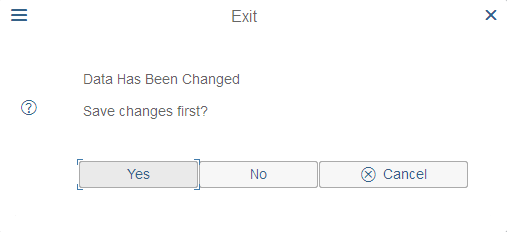 Exit
Data Has Been Changed
Save changes first?
Yes
No
Cancel